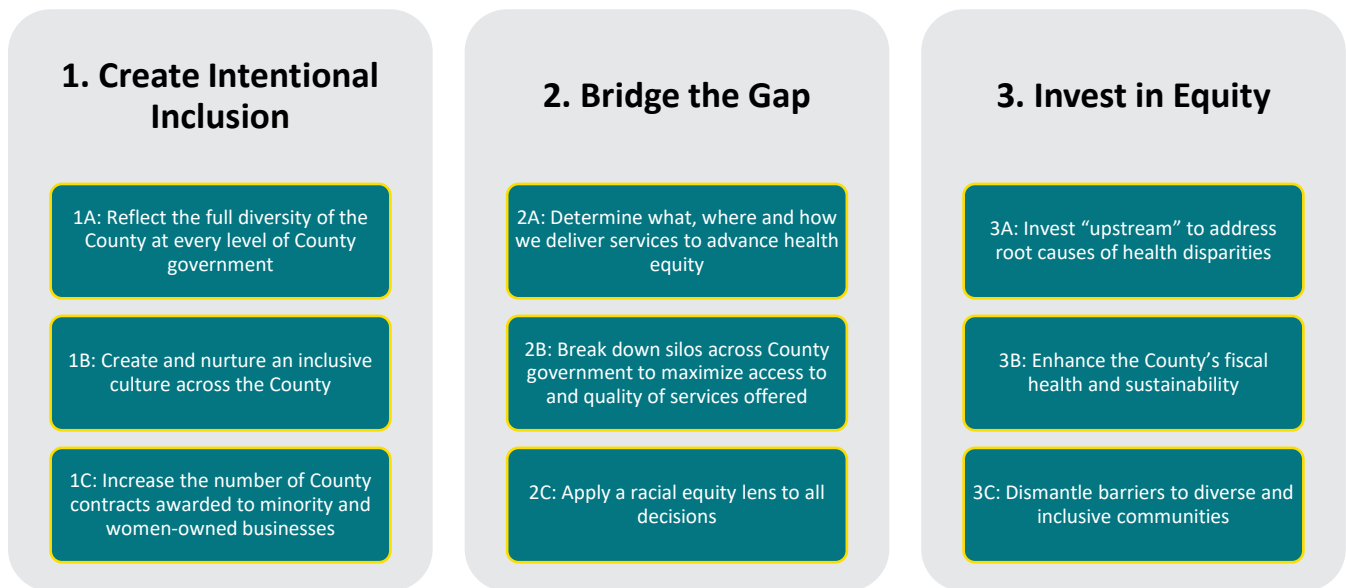 1. Create Intentional
Inclusion
1A: Reflect the full diversity of the
County at every level of County
government
1B: Create and nurture an inclusive
culture across the County
1C: Increase the number of County
contracts awarded to minority and
women-owned businesses
2. Bridge the Gap
2A: Determine what, where and how
we deliver services to advance health
equity
2B: Break down silos across County
government to maximize access to
and quality of services offered
2C: Apply a racial equity lens to all
decisions
3. Invest in Equity
3A: Invest “upstream” to address
root causes of health disparities
3B: Enhance the County’s fiscal
health and sustainability
3C: Dismantle barriers to diverse and
inclusive communities